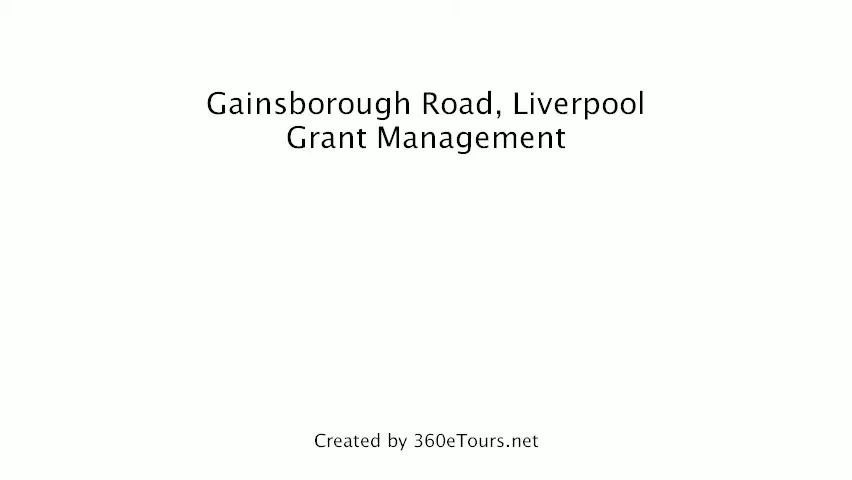 Gainsborough Road, Liverpool
Grant Management
Created by 360eTours.net